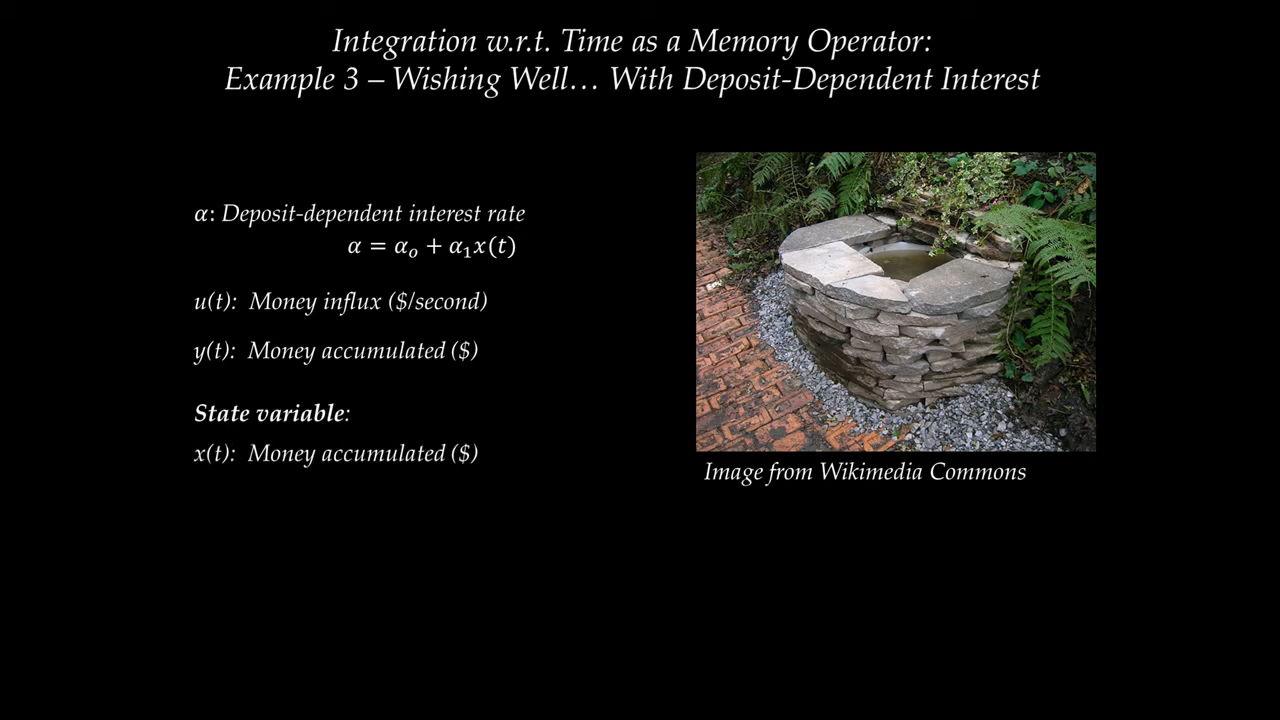 Integration w.r.t. Time as a Memory Operator:
Example 3 – Wishing Well… With Deposit-Dependent Interest
α: Deposit-dependent interest rate
α = αₒ + α₁x(t)
u(t): Money influx ($/second)
y(t): Money accumulated ($)
State variable:
x(t): Money accumulated ($)
Image from Wikimedia Commons